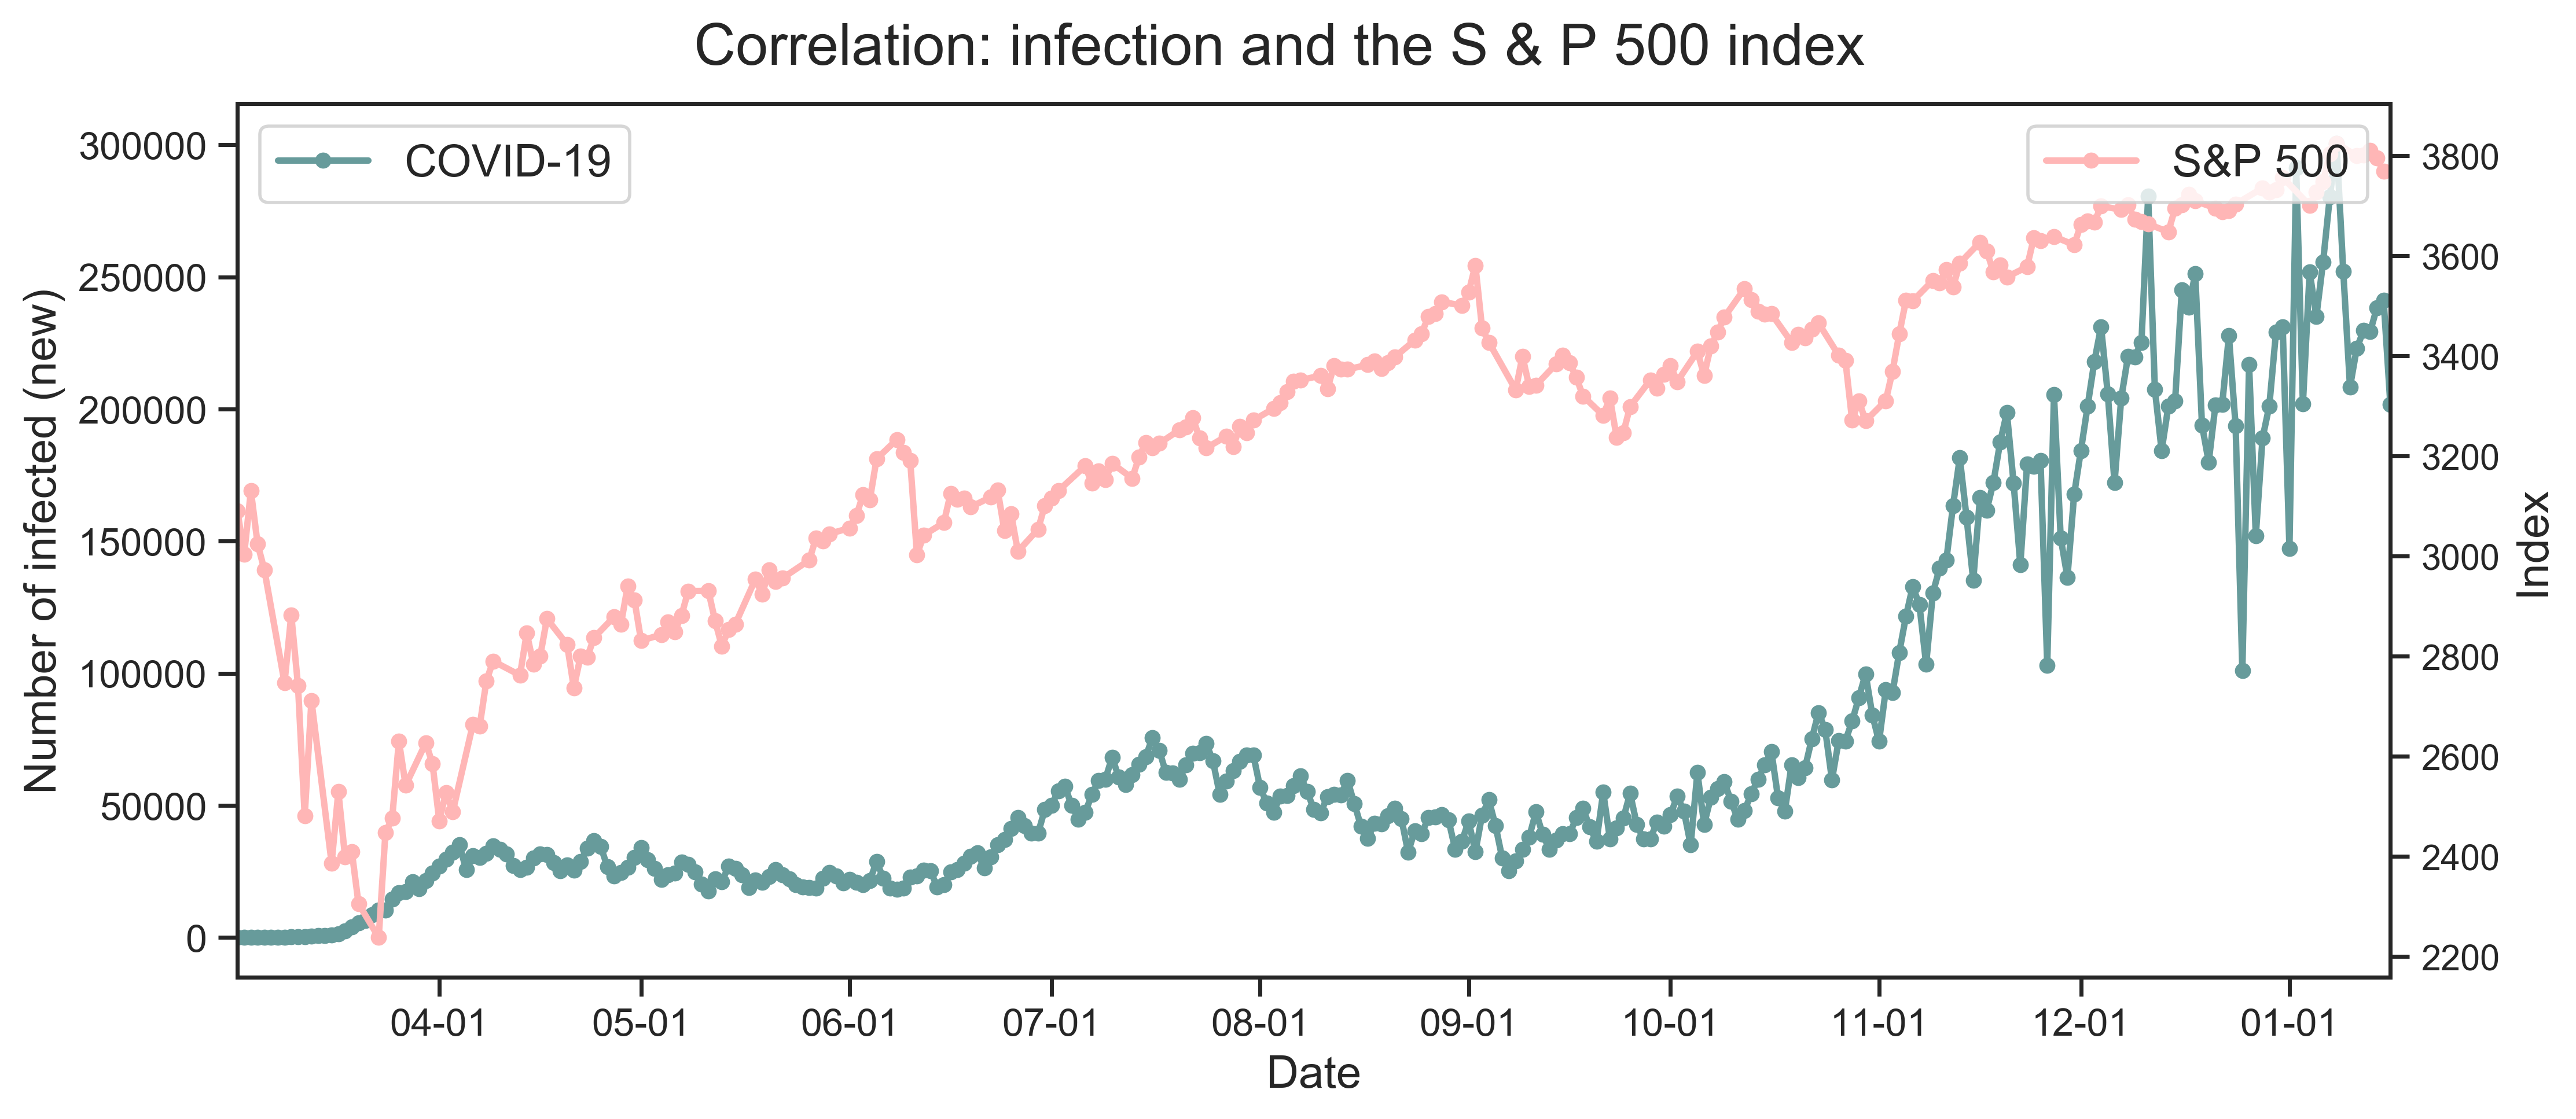 Correlation: infection and the S & P 500 index
COVID-19
S&P 500
Number of infected (new)
300000
250000
200000
150000
100000
50000
0
3800
3600
3400
3200
3000
2800
2600
2400
2200
Index
04-01 05-01 06-01 07-01 08-01 09-01 10-01 11-01 12-01 01-01
Date